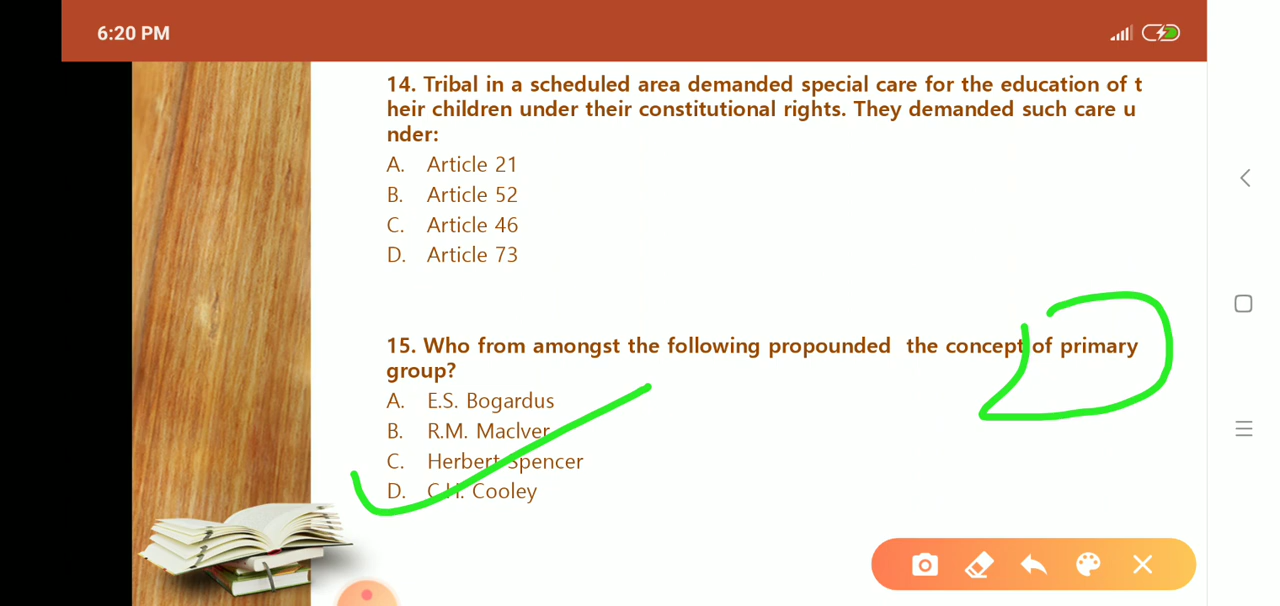 6:20 PM
14. Tribal in a scheduled area demanded special care for the education of t
heir children under their constitutional rights. They demanded such care u
nder:
A. Article 21
B. Article 52
C. Article 46
D. Article 73
15. Who from amongst the following propounded the concept of primary
group?
A. E.S. Bogardus
B. R.M. Maclver
C. Herbert Spencer
D. C.H. Cooley